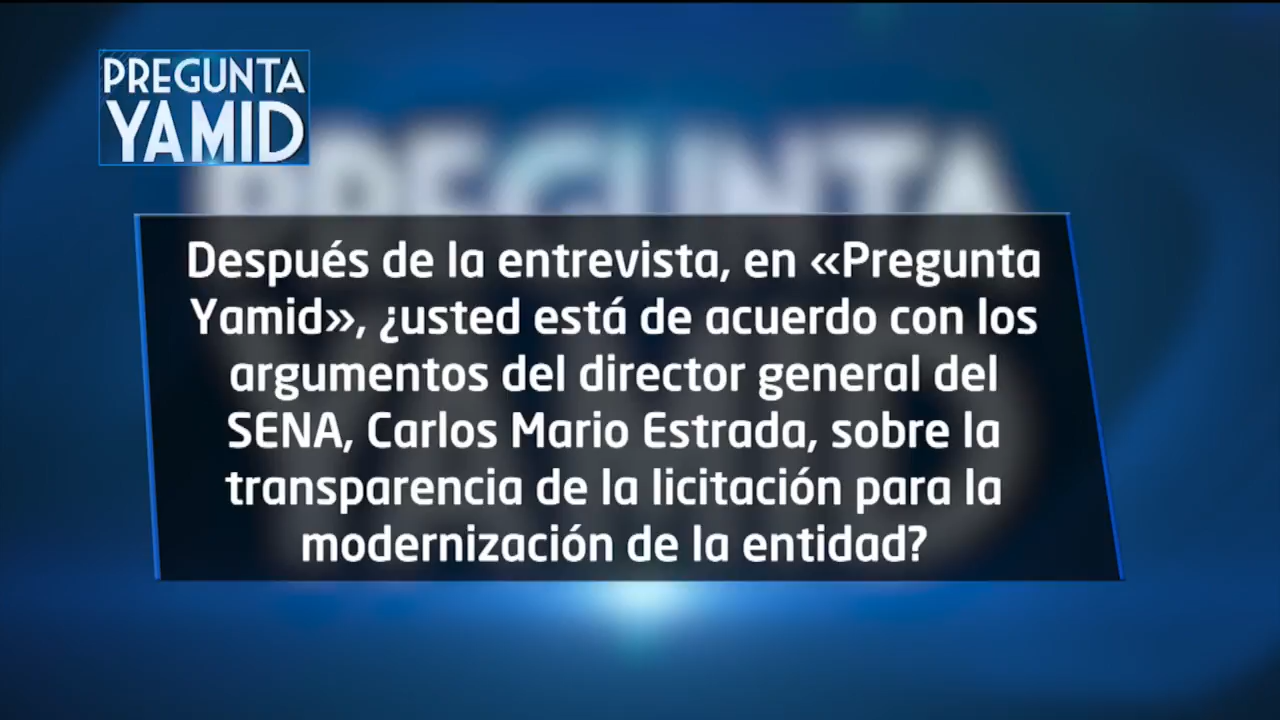 PREGUNTA
YAMID
Después de la entrevista, en «Pregunta
Yamid», ¿usted está de acuerdo con los
argumentos del director general del
SENA, Carlos Mario Estrada, sobre la
transparencia de la licitación para la
modernización de la entidad?